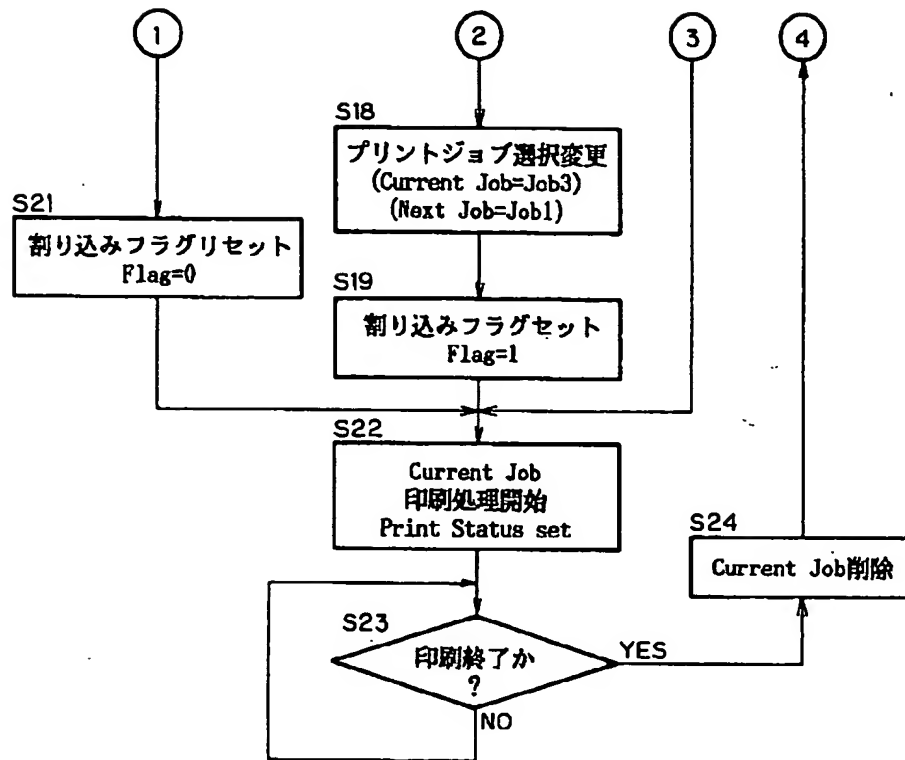 1
2
3
4
S18
プリントジョブ選択変更
(Current Job=Job3)
(Next Job=Job1)
S21
割り込みフラグリセット
Flag=0
S19
割り込みフラグセット
Flag=1
S22
Current Job
印刷処理開始
Print Status set
S24
Current Job削除
S23
印刷終了か
?
YES
NO